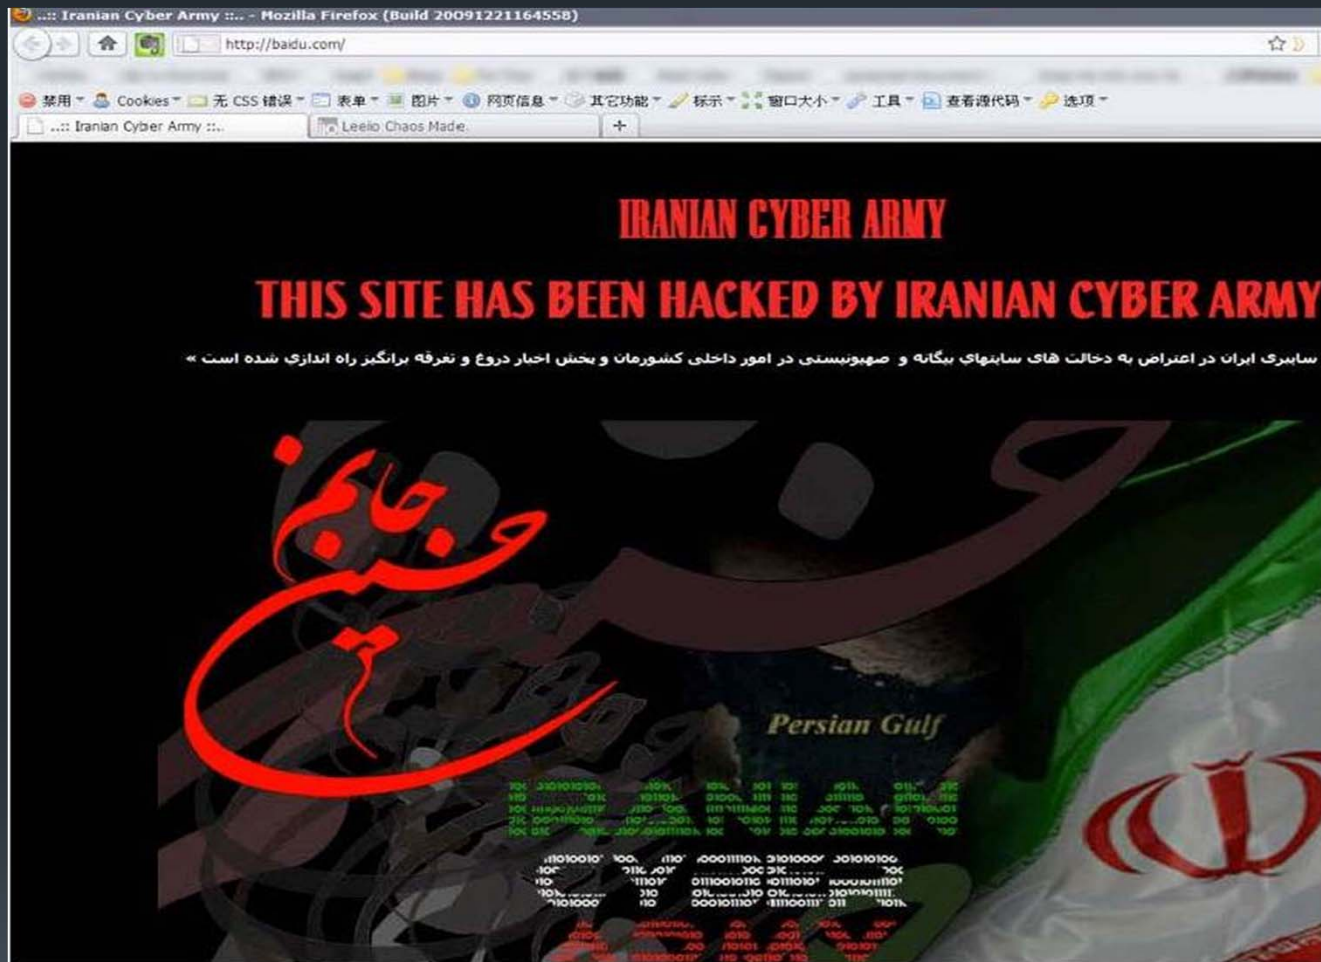 ..:: Iranian Cyber Army ::.. - Mozilla Firefox (Build 20091221164558)
http://baidu.com/
禁用 Cookies 无 CSS 错误 表单 图片 网页信息 其它功能 标示 窗口大小 工具 查看源代码 选项
..:: Iranian Cyber Army ::.. Leeiio Chaos Made.
IRANIAN CYBER ARMY
THIS SITE HAS BEEN HACKED BY IRANIAN CYBER ARMY
سایبری ایران در اعتراض به دخالت های سایتهای بیگانه و صهیونیستی در امور داخلی کشورمان و پخش اخبار دروغ و تفرقه برانگیز راه اندازی شده است »
Persian Gulf
IRANIAN
CYBER
ARMY